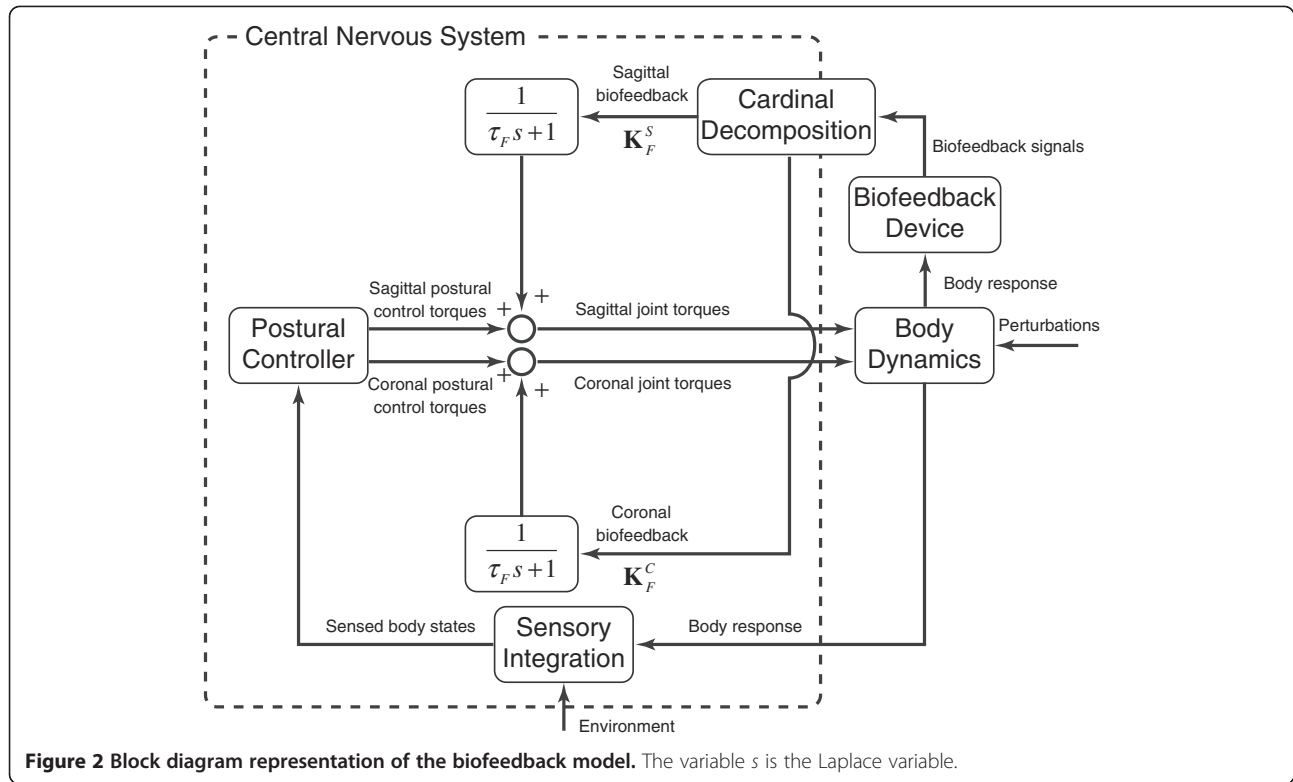 Central Nervous System
Sagittal
biofeedback
K_F^S
1
τ_F s+1
Cardinal
Decomposition
Biofeedback signals
Biofeedback
Device
Body response
Sagittal postural
control torques
+
+
Sagittal joint torques
Postural
Controller
Body
Dynamics
Perturbations
Coronal postural
control torques
+
+
Coronal joint torques
1
τ_F s+1
Coronal
biofeedback
K_F^C
Sensed body states
Sensory
Integration
Body response
Environment
Figure 2 Block diagram representation of the biofeedback model. The variable s is the Laplace variable.